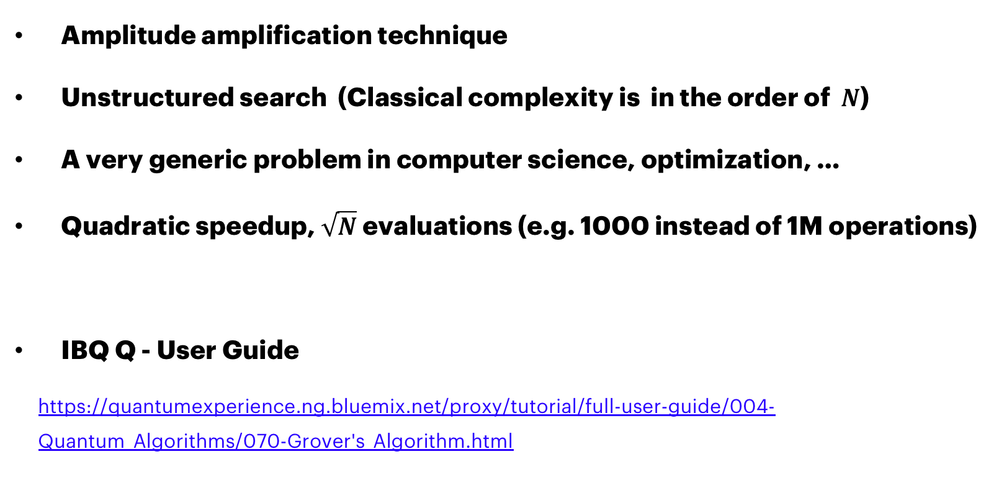 • Amplitude amplification technique
• Unstructured search (Classical complexity is in the order of N)
• A very generic problem in computer science, optimization, ...
• Quadratic speedup, √N evaluations (e.g. 1000 instead of 1M operations)
• IBQ Q - User Guide
https://quantumexperience.ng.bluemix.net/proxy/tutorial/full-user-guide/004-
Quantum_Algorithms/070-Grover's_Algorithm.html